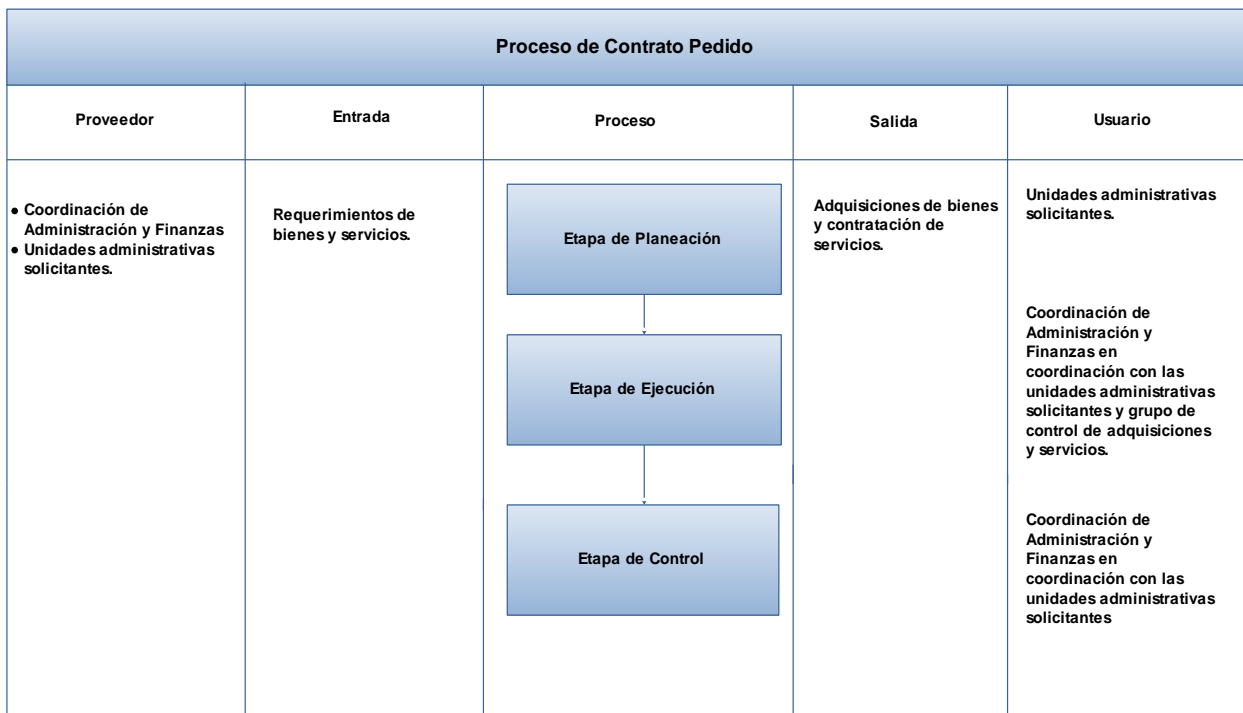 Proceso de Contrato Pedido
Proveedor
Entrada
Proceso
Salida
Usuario
● Coordinación de
Administración y Finanzas
● Unidades administrativas
solicitantes.
Requerimientos de
bienes y servicios.
Etapa de Planeación
Etapa de Ejecución
Etapa de Control
Adquisiciones de bienes
y contratación de
servicios.
Unidades administrativas
solicitantes.
Coordinación de
Administración y
Finanzas en
coordinación con las
unidades administrativas
solicitantes y grupo de
control de adquisiciones
y servicios.
Coordinación de
Administración y
Finanzas en
coordinación con las
unidades administrativas
solicitantes